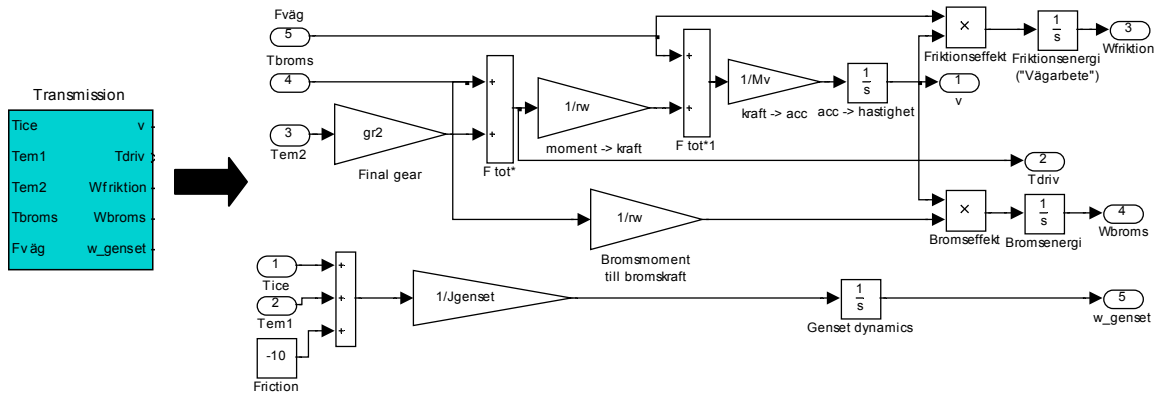 Transmission
Tice
v
Tem1
Tdriv
Tem2
Wfriktion
Tbroms
Wbroms
Fväg
w_genset
Fväg
5
Tbroms
4
3
Tem2
gr2
Final gear
+
+
F tot*
1/rw
moment -> kraft
+
+
F tot*1
1/Mv
kraft -> acc
1
s
acc -> hastighet
×
Friktionseffekt
1
s
Friktionsenergi
("Vägarbete")
3
Wfriktion
1
v
2
Tdriv
1/rw
Bromsmoment
till bromskraft
×
Bromseffekt
1
s
Bromsenergi
4
Wbroms
1
Tice
2
Tem1
-10
Friction
+
+
+
1/Jgenset
1
s
Genset dynamics
5
w_genset